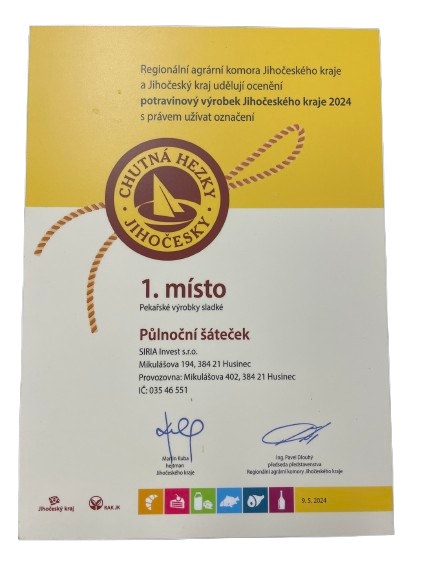 Regionální agrární komora Jihočeského kraje
a Jihočeský kraj udělují ocenění
potravinový výrobek Jihočeského kraje 2024
s právem užívat označení
CHUTNÁ HEZKY
JIHOČESKY
1. místo
Pekařské výrobky sladké
Půlnoční šáteček
SIRIA Invest s.r.o.
Mikulášova 194, 384 21 Husinec
Provozovna: Mikulášova 402, 384 21 Husinec
IČ: 035 46 551
Martin Kuba
hejtman
Jihočeského kraje
Ing. Pavel Dlouhý
předseda představenstva
Regionální agrární komory Jihočeského kraje
Jihočeský kraj
RAK JK
9. 5. 2024